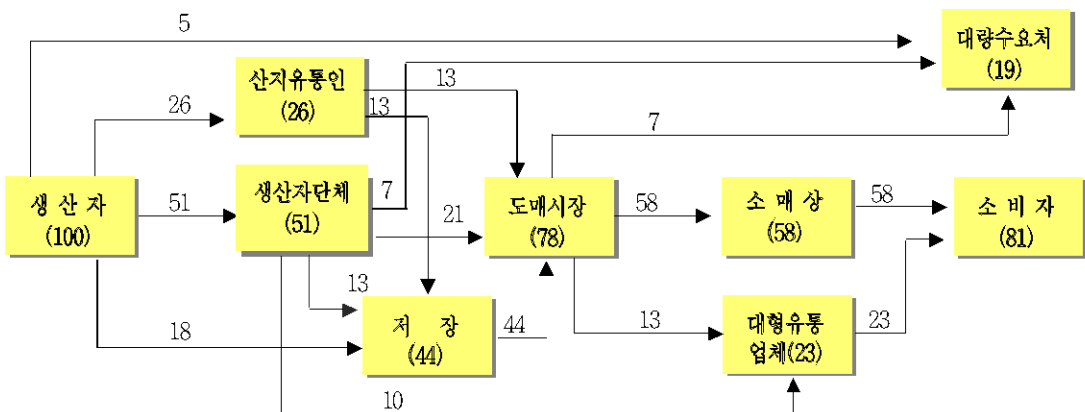 5
대량수요처
(19)
산지유통인
(26)
13
13
26
7
생 산 자
(100)
51
생산자단체
(51)
7
21
도매시장
(78)
58
소 매 상
(58)
58
소 비 자
(81)
13
18
저 장
(44)
44
13
대형유통
업체(23)
23
10